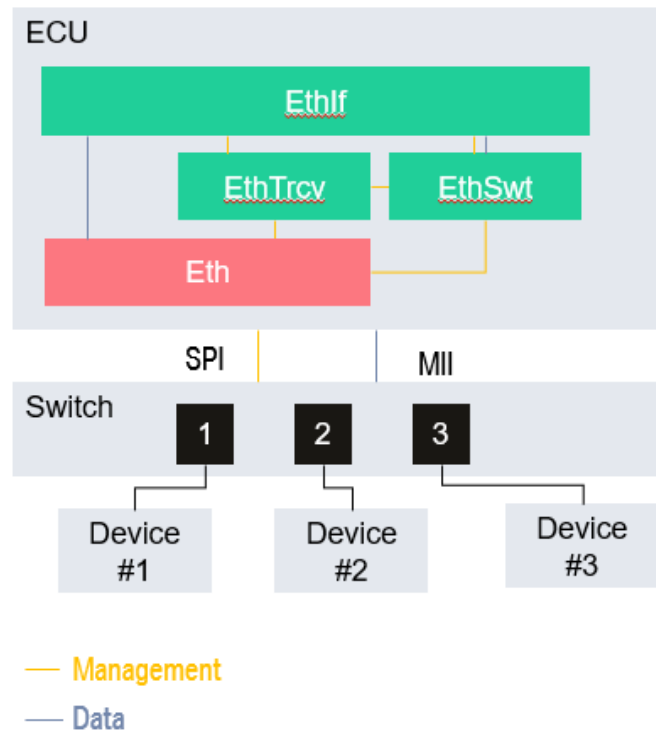 ECU
EthIf
EthTrcv
EthSwt
Eth
SPI
MII
Switch
1
2
3
Device
#1
Device
#2
Device
#3
Management
Data